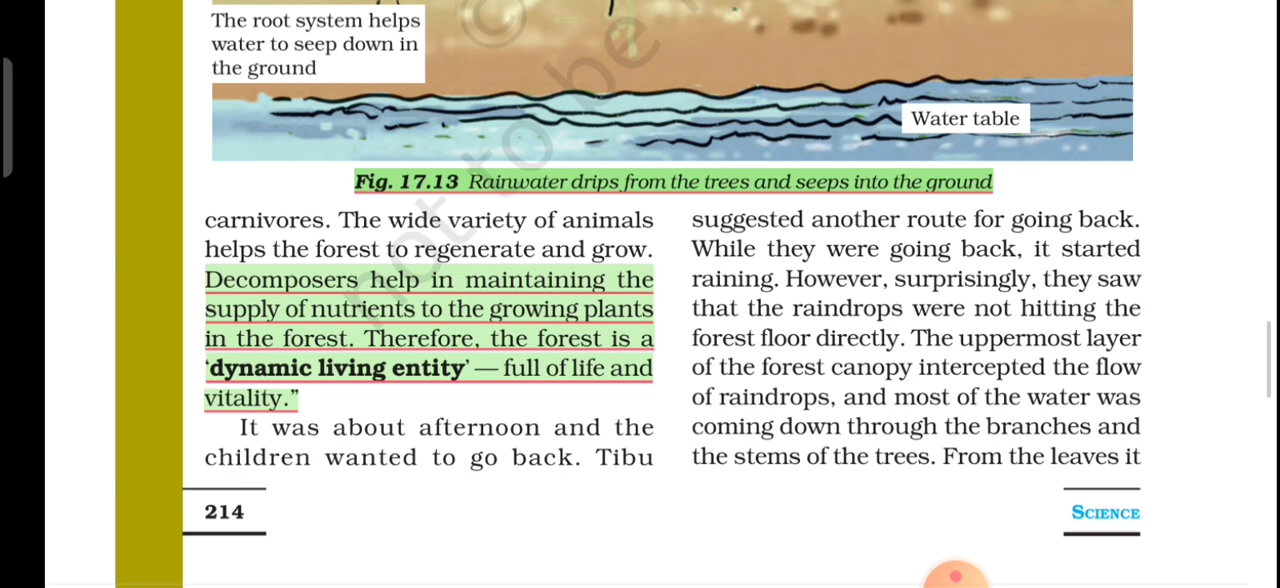 The root system helps
water to seep down in
the ground
Water table
Fig. 17.13 Rainwater drips from the trees and seeps into the ground
carnivores. The wide variety of animals
helps the forest to regenerate and grow.
Decomposers help in maintaining the
supply of nutrients to the growing plants
in the forest. Therefore, the forest is a
‘dynamic living entity’ — full of life and
vitality.”
It was about afternoon and the
children wanted to go back. Tibu
suggested another route for going back.
While they were going back, it started
raining. However, surprisingly, they saw
that the raindrops were not hitting the
forest floor directly. The uppermost layer
of the forest canopy intercepted the flow
of raindrops, and most of the water was
coming down through the branches and
the stems of the trees. From the leaves it
214
SCIENCE
©
not to be